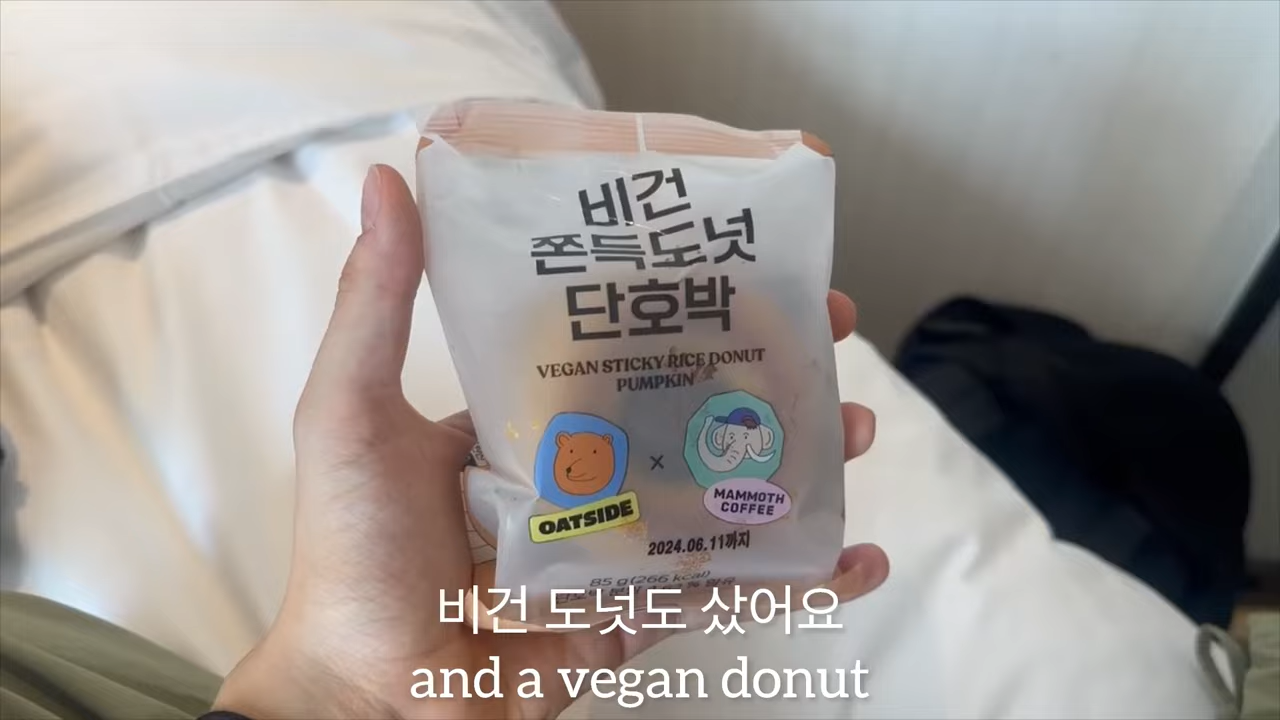 비건
쫀득도넛
단호박
VEGAN STICKY RICE DONUT
PUMPKIN
OATSIDE
×
MAMMOTH
COFFEE
2024.06.11까지
85 g (266 kcal)
비건 도넛도 샀어요
and a vegan donut